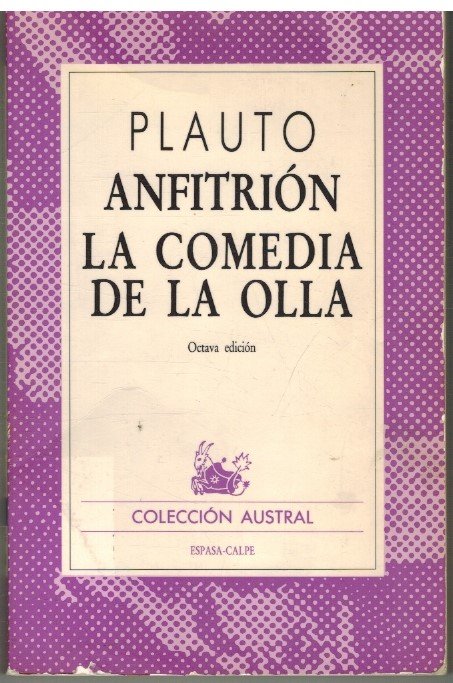 PLAUTO
ANFITRIÓN
LA COMEDIA
DE LA OLLA
Octava edición
COLECCIÓN AUSTRAL
ESPASA-CALPE